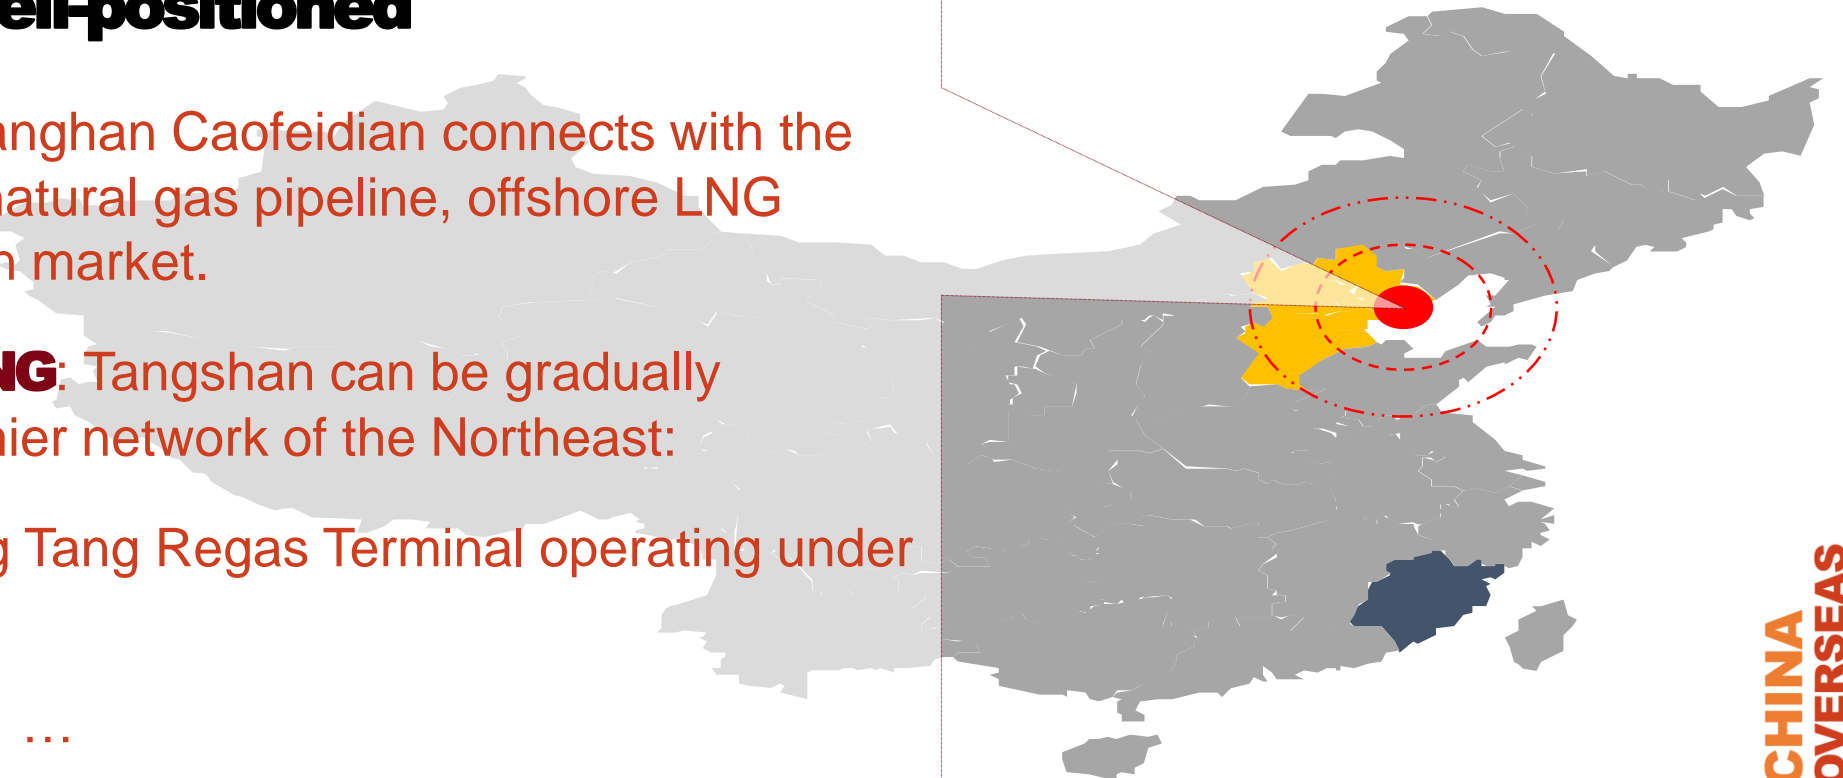 ell-positioned
anghan Caofeidian connects with the
natural gas pipeline, offshore LNG
n market.
NG: Tangshan can be gradually
nier network of the Northeast:
g Tang Regas Terminal operating under
...
CHINA
OVERSEAS